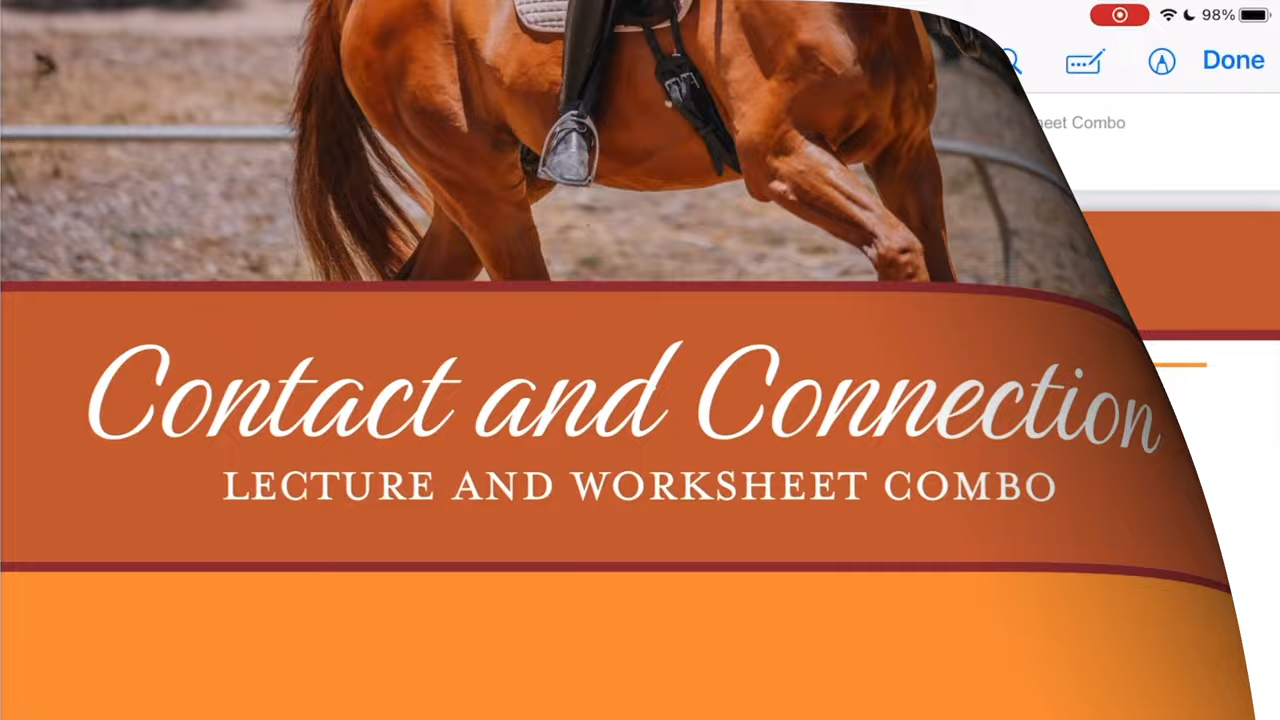 98%
Done
eet Combo
Contact and Connection
LECTURE AND WORKSHEET COMBO